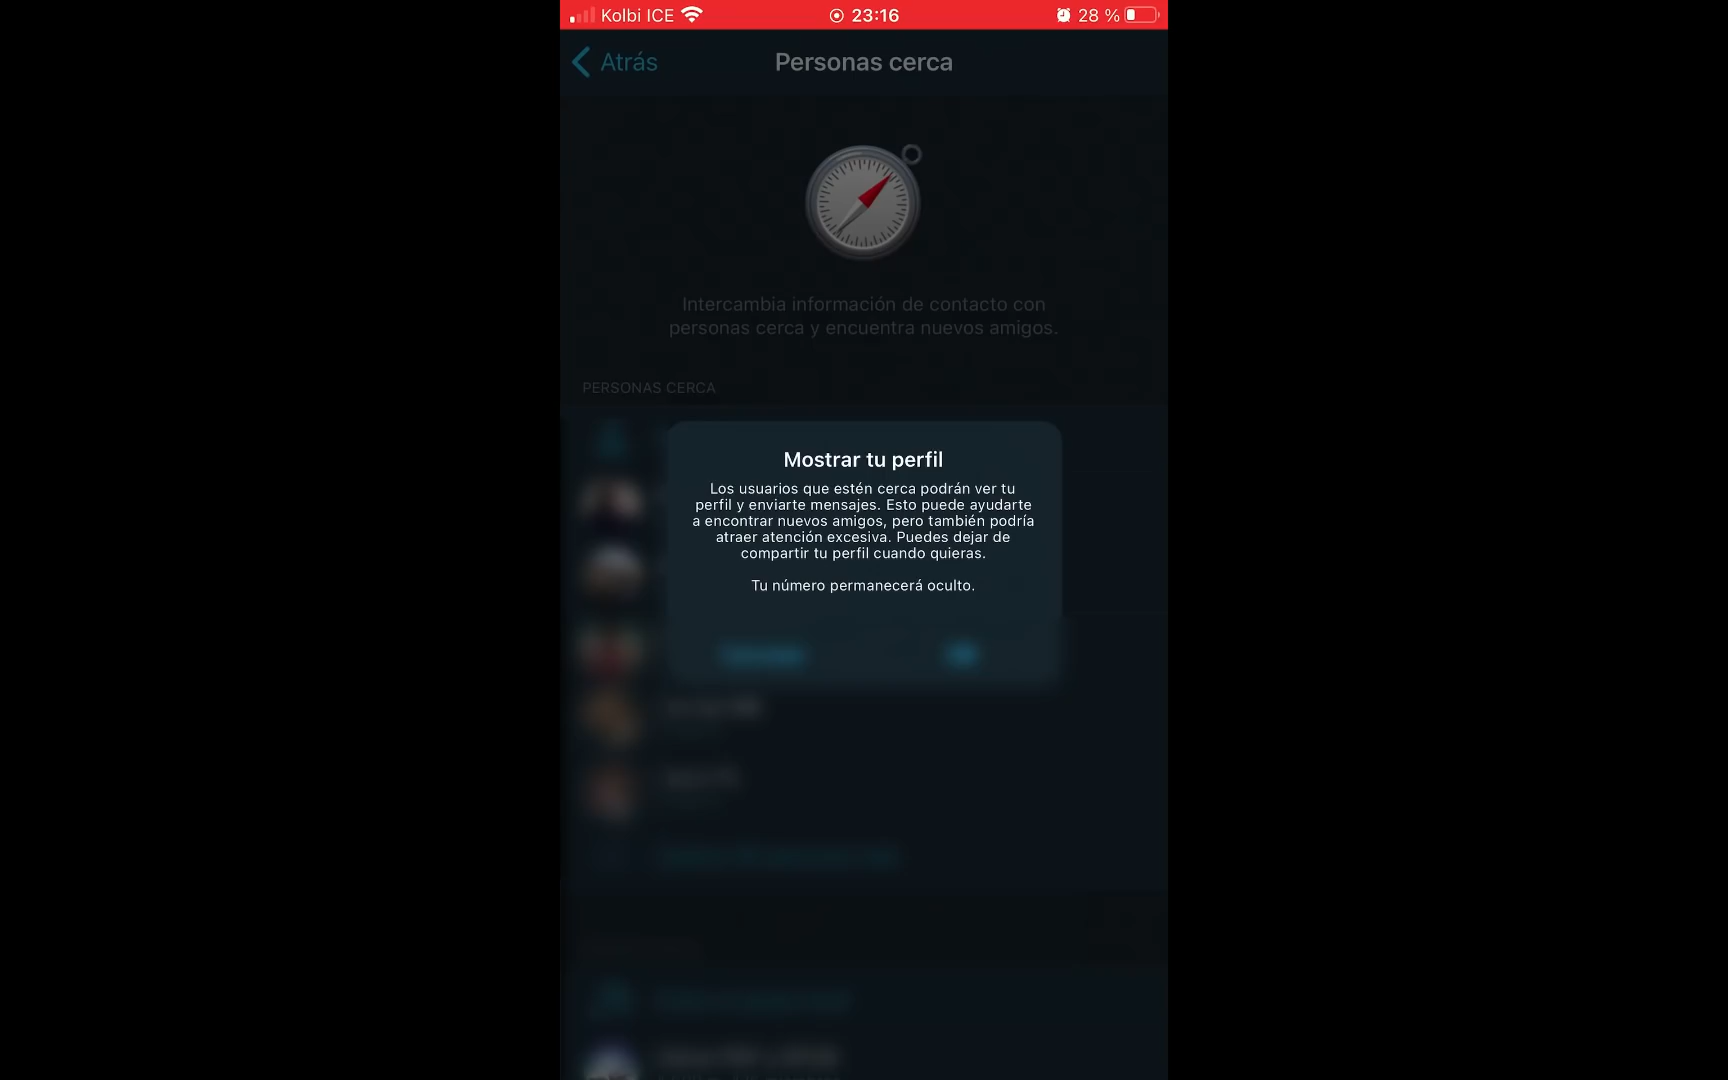 Kolbi ICE 23:16 28 %
Atrás Personas cerca
Intercambia información de contacto con
personas cerca y encuentra nuevos amigos.
PERSONAS CERCA
Mostrar tu perfil
Los usuarios que estén cerca podrán ver tu
perfil y enviarte mensajes. Esto puede ayudarte
a encontrar nuevos amigos, pero también podría
atraer atención excesiva. Puedes dejar de
compartir tu perfil cuando quieras.
Tu número permanecerá oculto.